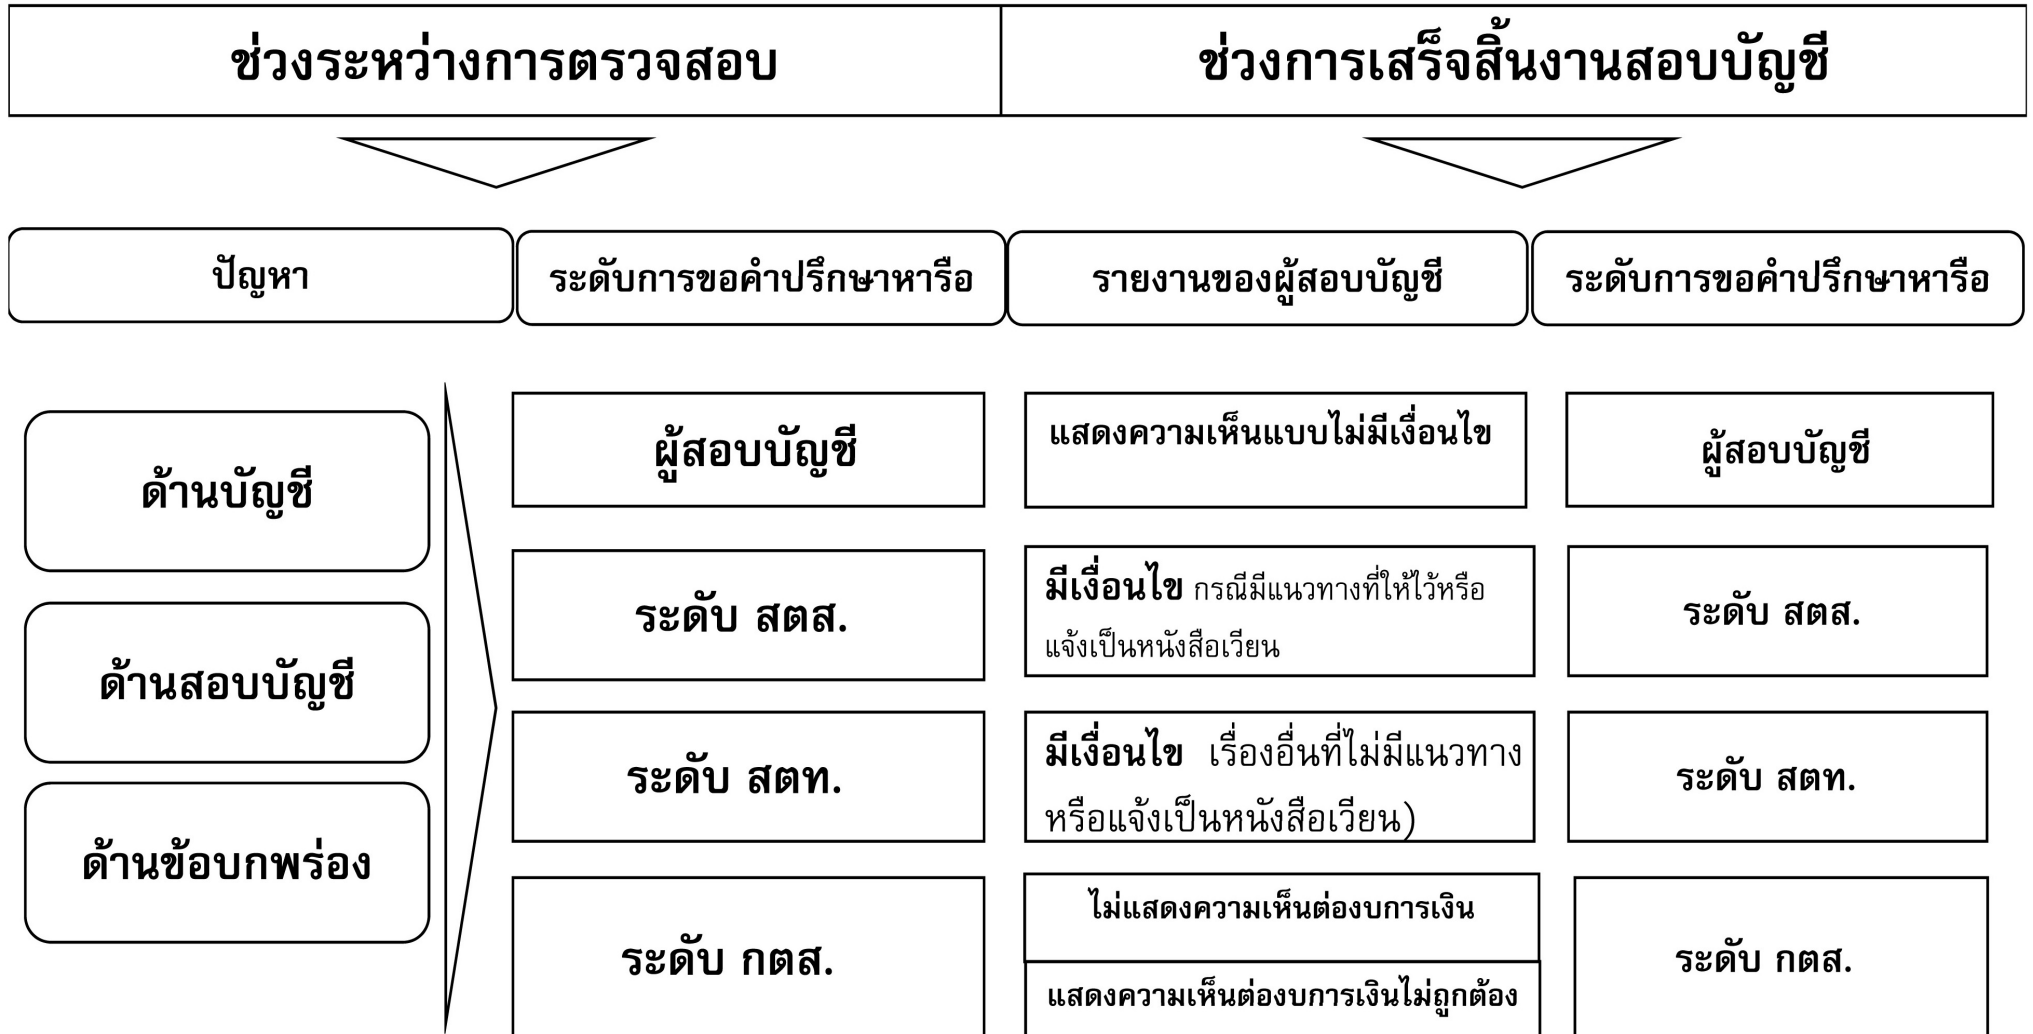 ช่วงระหว่างการตรวจสอบ
ช่วงการเสร็จสิ้นงานสอบบัญชี
ปัญหา
ระดับการขอคำปรึกษาหารือ
รายงานของผู้สอบบัญชี
ระดับการขอคำปรึกษาหารือ
ด้านบัญชี
ด้านสอบบัญชี
ด้านข้อบกพร่อง
ผู้สอบบัญชี
ระดับ สตส.
ระดับ สตท.
ระดับ กตส.
แสดงความเห็นแบบไม่มีเงื่อนไข
มีเงื่อนไข กรณีมีแนวทางที่ให้ไว้หรือ
แจ้งเป็นหนังสือเวียน
มีเงื่อนไข เรื่องอื่นที่ไม่มีแนวทาง
หรือแจ้งเป็นหนังสือเวียน)
ไม่แสดงความเห็นต่องบการเงิน
แสดงความเห็นต่องบการเงินไม่ถูกต้อง
ผู้สอบบัญชี
ระดับ สตส.
ระดับ สตท.
ระดับ กตส.